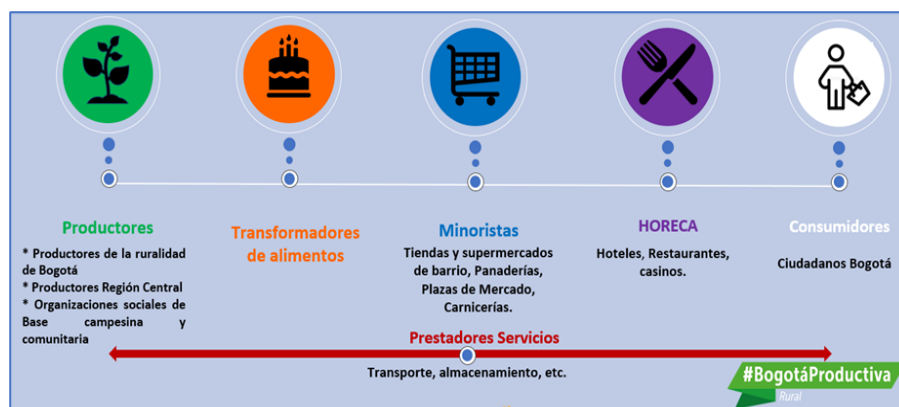 Productores
* Productores de la ruralidad
de Bogotá
* Productores Región Central
* Organizaciones sociales de
Base campesina y
comunitaria
Transformadores
de alimentos
Minoristas
Tiendas y supermercados
de barrio, Panaderías,
Plazas de Mercado,
Carnicerías.
HORECA
Hoteles, Restaurantes,
casinos.
Consumidores
Ciudadanos Bogotá
Prestadores Servicios
Transporte, almacenamiento, etc.
#BogotáProductiva
Rural